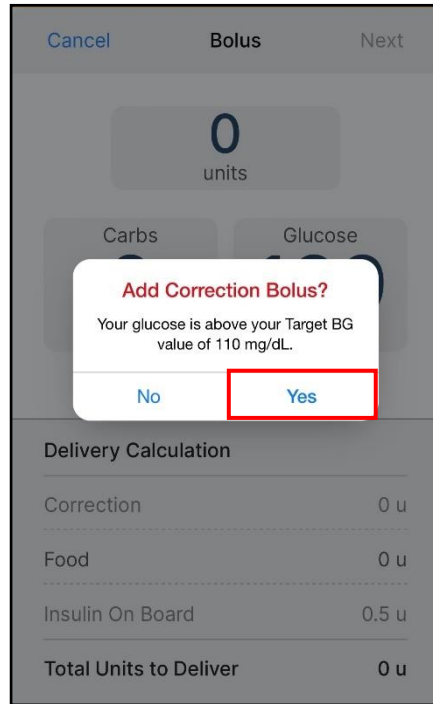 Cancel Bolus Next
0
units
Carbs Glucose
Add Correction Bolus?
Your glucose is above your Target BG
value of 110 mg/dL.
No Yes
Delivery Calculation
Correction 0 u
Food 0 u
Insulin On Board 0.5 u
Total Units to Deliver 0 u